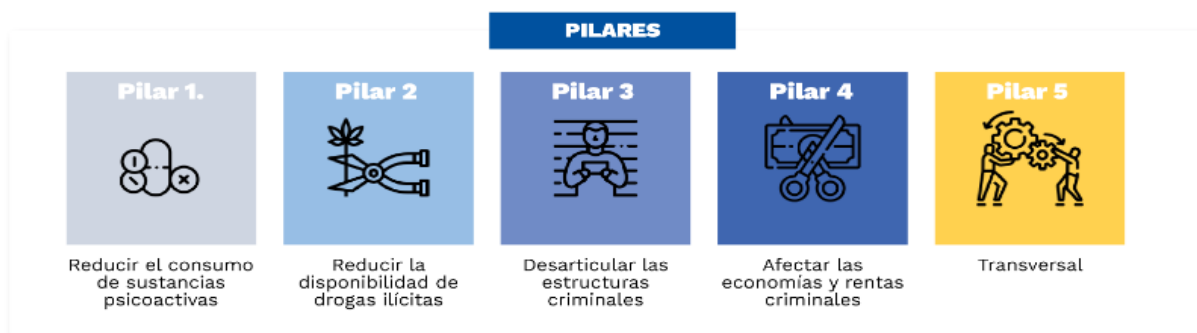 PILARES
Pilar 1.
Pilar 2
Pilar 3
Pilar 4
Pilar 5
Reducir el consumo
de sustancias
psicoactivas
Reducir la
disponibilidad de
drogas ilícitas
Desarticular las
estructuras
criminales
Afectar las
economías y rentas
criminales
Transversal